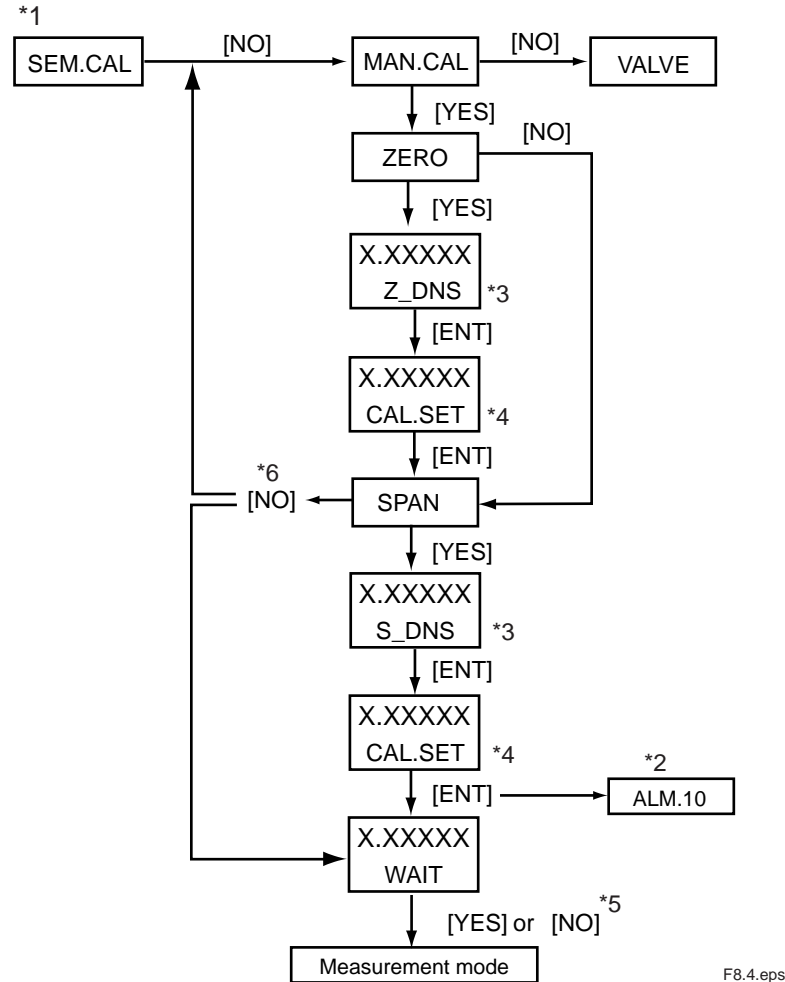 *1
SEM.CAL
[NO]
MAN.CAL
[NO]
VALVE
[YES]
ZERO
[NO]
[YES]
X.XXXXX
Z_DNS
*3
[ENT]
X.XXXXX
CAL.SET
*4
[ENT]
*6
[NO]
SPAN
[YES]
X.XXXXX
S_DNS
*3
[ENT]
X.XXXXX
CAL.SET
*4
[ENT]
*2
ALM.10
X.XXXXX
WAIT
[YES] or [NO]
*5
Measurement mode
F8.4.eps